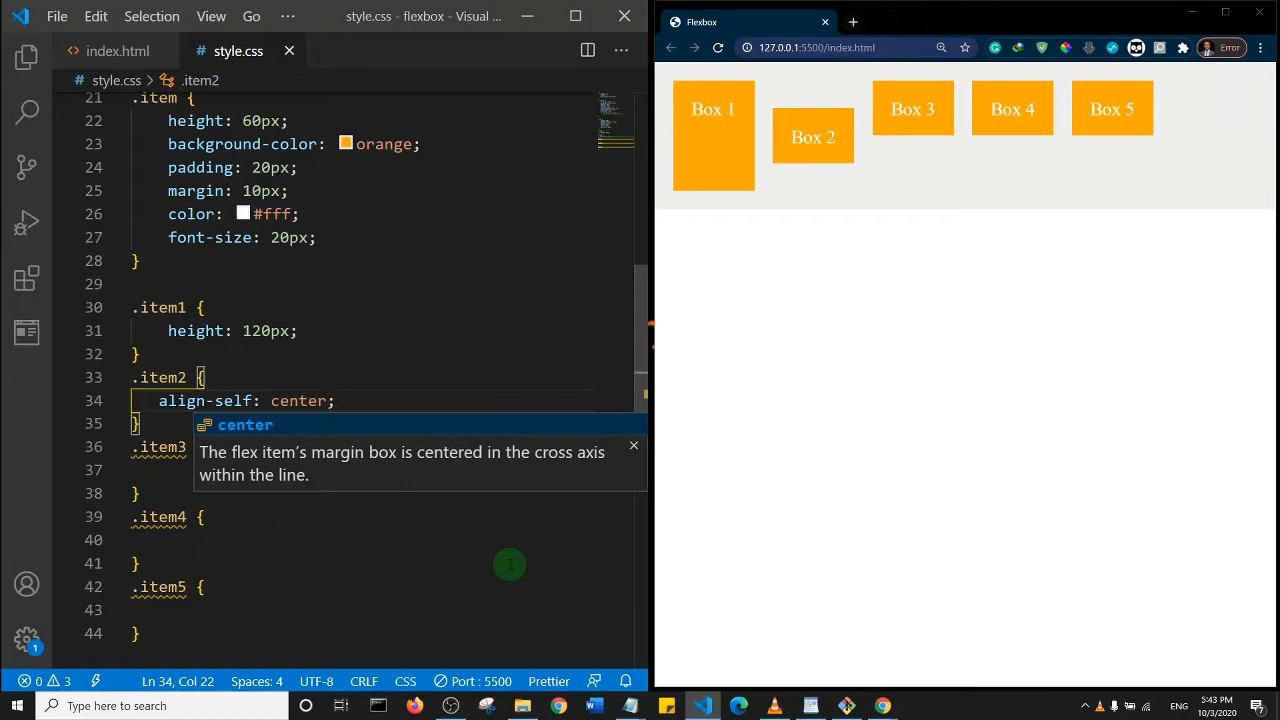 File Edit Selection View Go ··· style.css - flexbox - Visual ...
index.html style.css
style.css > .item2
21 .item {
22 height: 60px;
23 background-color: orange;
24 padding: 20px;
25 margin: 10px;
26 color: #fff;
27 font-size: 20px;
28 }
29
30 .item1 {
31 height: 120px;
32 }
33 .item2 {
34 align-self: center;
35 }
center
The flex item's margin box is centered in the cross axis
within the line.
36 .item3
37
38 }
39 .item4 {
40
41 }
42 .item5 {
43
44 }
1
0 3 Ln 34, Col 22 Spaces: 4 UTF-8 CRLF CSS Port : 5500 Prettier
Flexbox
127.0.0.1:5500/index.html Error
Box 1 Box 2 Box 3 Box 4 Box 5
Type here to search
ENG 5:43 PM
10/3/2020